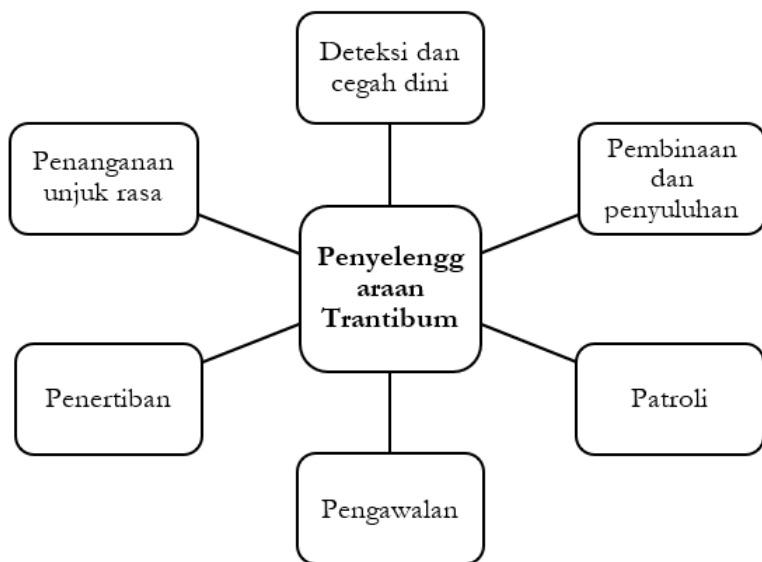 Deteksi dan
cegah dini
Penanganan
unjuk rasa
Pembinaan
dan
penyuluhan
Penyelengg
araan
Trantibum
Penertiban
Patroli
Pengawalan